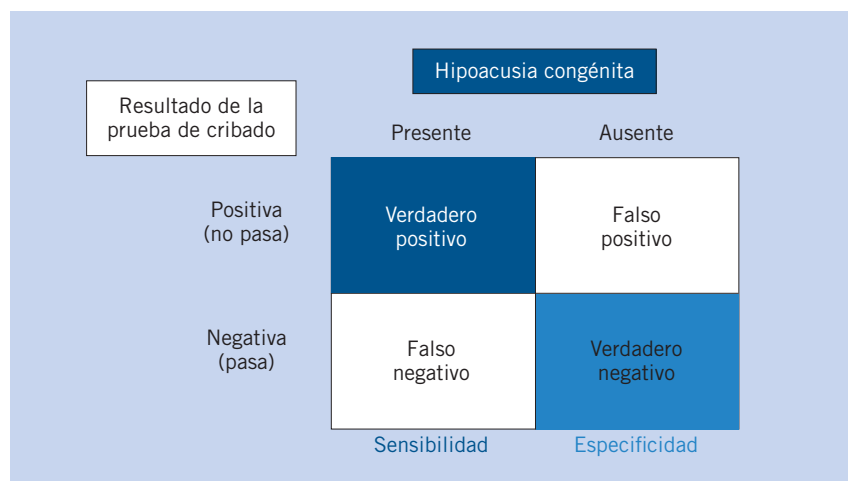 Hipoacusia congénita
Resultado de la
prueba de cribado
Presente
Ausente
Positiva
(no pasa)
Verdadero
positivo
Falso
positivo
Negativa
(pasa)
Falso
negativo
Verdadero
negativo
Sensibilidad
Especificidad